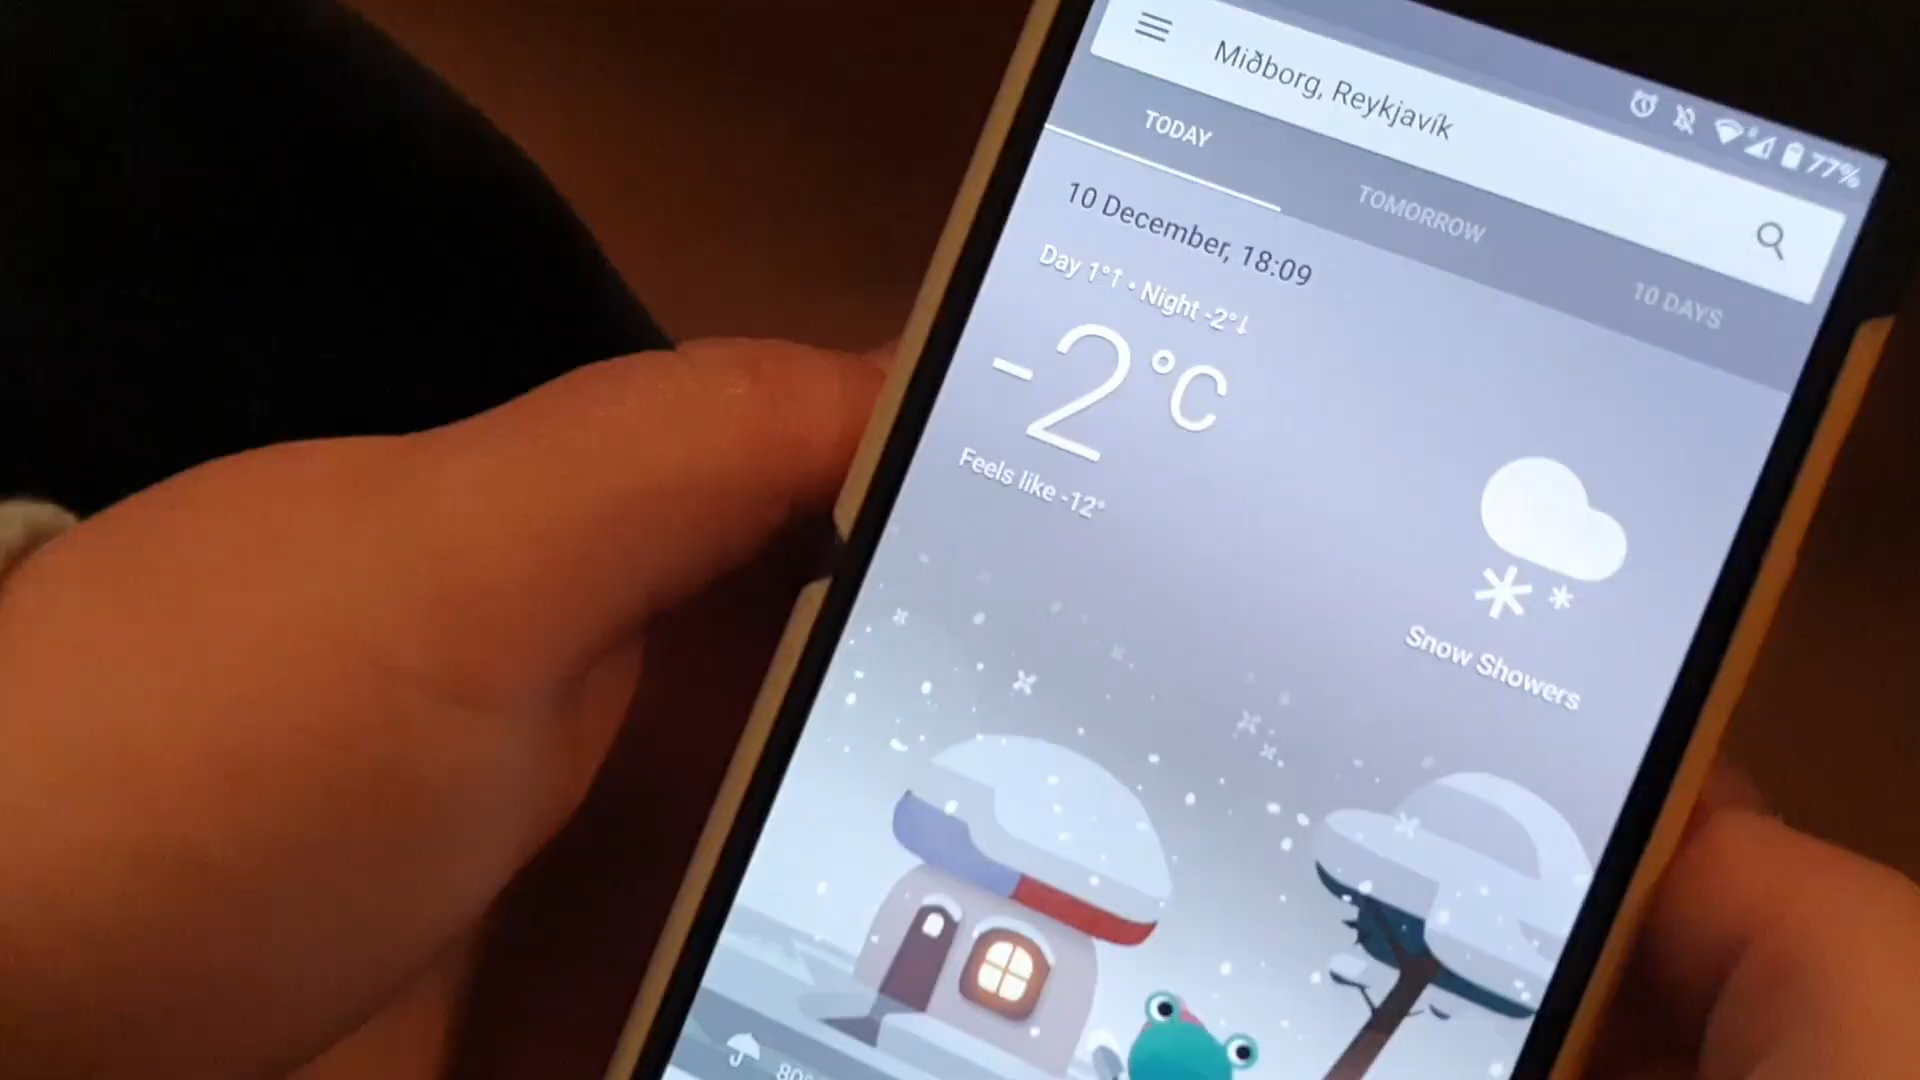 77%
Miðborg, Reykjavík
TODAY
TOMORROW
10 DAYS
10 December, 18:09
Day 1°↑ • Night -2°↓
-2°C
Feels like -12°
Snow Showers